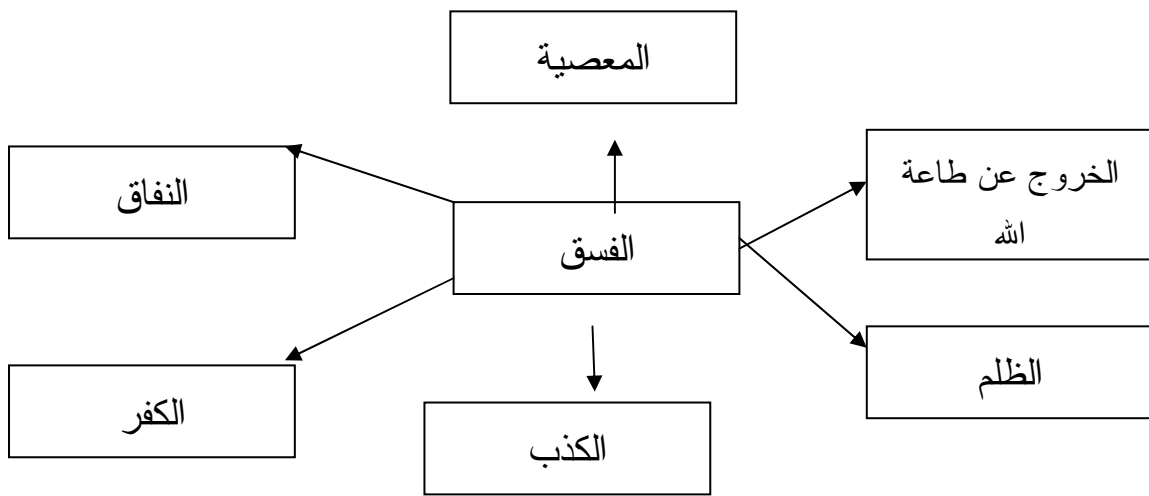 المعصية
الخروج عن طاعة
الله
النفاق
الفسق
الظلم
الكفر
الكذب